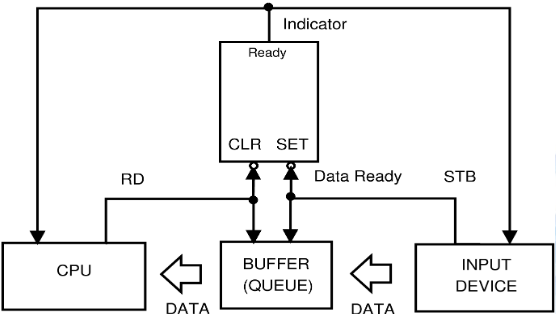 Indicator
Ready
CLR SET
RD
Data Ready
STB
CPU
BUFFER
(QUEUE)
INPUT
DEVICE
DATA
DATA